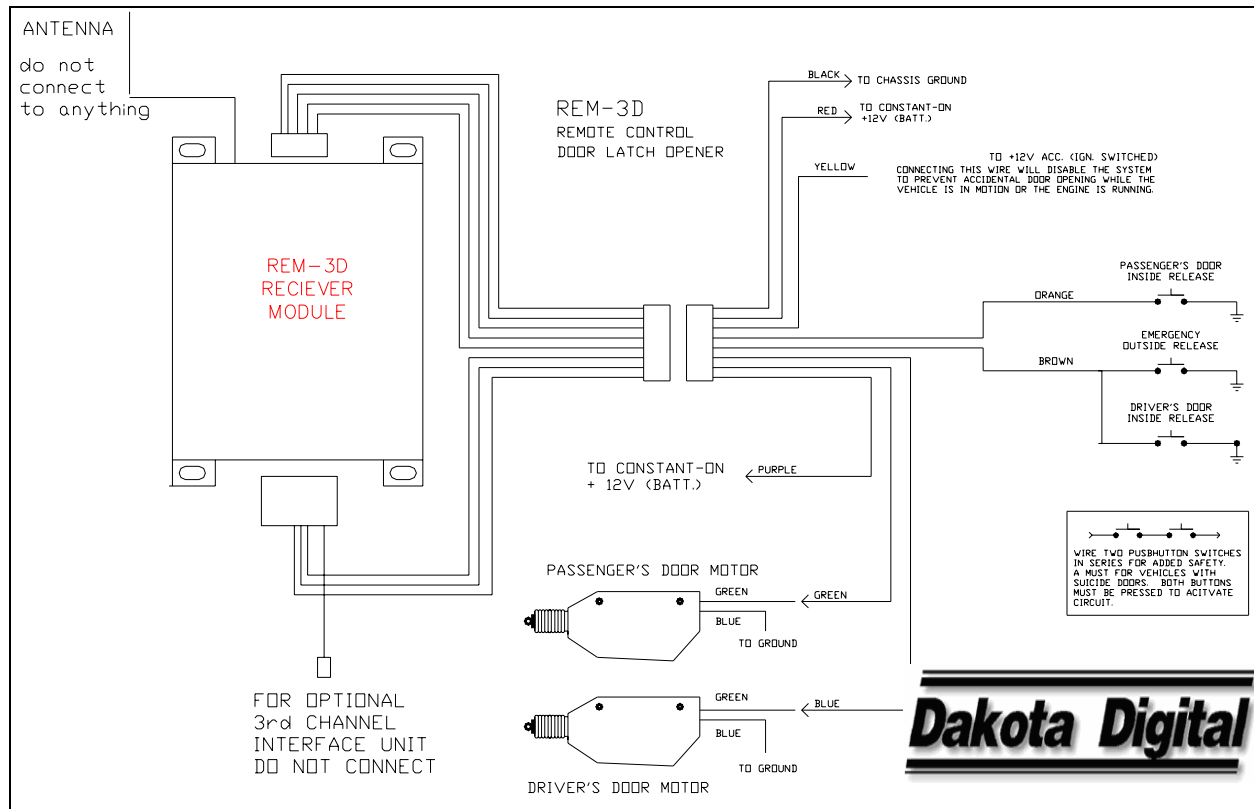 ANTENNA
do not
connect
to anything
REM-3D
REMOTE CONTROL
DOOR LATCH OPENER
BLACK
TO CHASSIS GROUND
RED
TO CONSTANT-ON
+12V (BATT.)
YELLOW
TO +12V ACC. (IGN. SWITCHED)
CONNECTING THIS WIRE WILL DISABLE THE SYSTEM
TO PREVENT ACCIDENTAL DOOR OPENING WHILE THE
VEHICLE IS IN MOTION OR THE ENGINE IS RUNNING.
REM-3D
RECIEVER
MODULE
PASSENGER'S DOOR
INSIDE RELEASE
ORANGE
EMERGENCY
OUTSIDE RELEASE
BROWN
DRIVER'S DOOR
INSIDE RELEASE
TO CONSTANT-ON
+ 12V (BATT.)
PURPLE
WIRE TWO PUSBHUTTON SWITCHES
IN SERIES FOR ADDED SAFETY.
A MUST FOR VEHICLES WITH
SUICIDE DOORS. BOTH BUTTONS
MUST BE PRESSED TO ACITVATE
CIRCUIT.
PASSENGER'S DOOR MOTOR
GREEN
GREEN
BLUE
TO GROUND
FOR OPTIONAL
3rd CHANNEL
INTERFACE UNIT
DO NOT CONNECT
GREEN
BLUE
BLUE
TO GROUND
DRIVER'S DOOR MOTOR
Dakota Digital